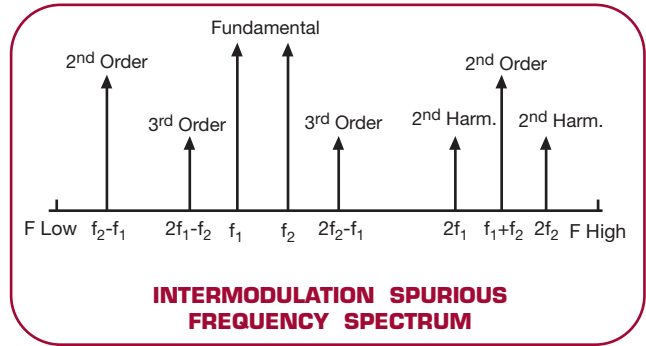 Fundamental
2nd Order
2nd Order
3rd Order
3rd Order
2nd Harm.
2nd Harm.
F Low f₂-f₁ 2f₁-f₂ f₁ f₂ 2f₂-f₁ 2f₁ f₁+f₂ 2f₂ F High
INTERMODULATION SPURIOUS
FREQUENCY SPECTRUM